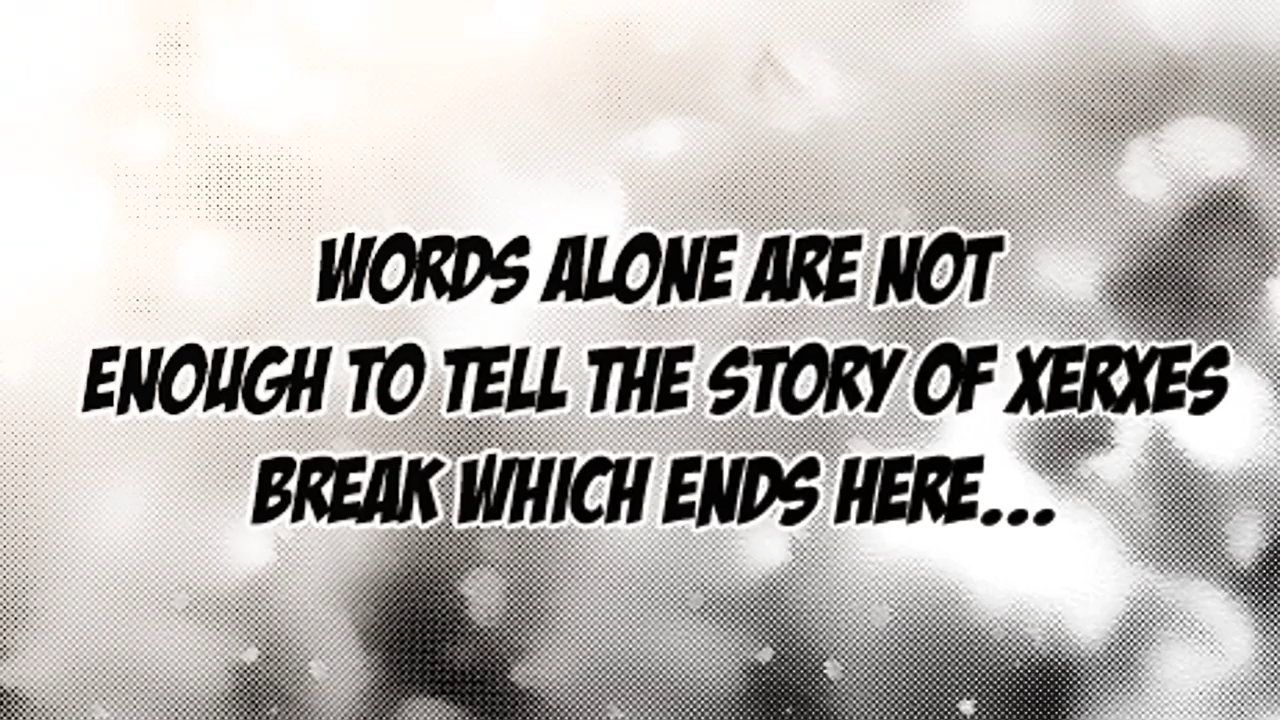 WORDS ALONE ARE NOT
ENOUGH TO TELL THE STORY OF XERXES
BREAK WHICH ENDS HERE...